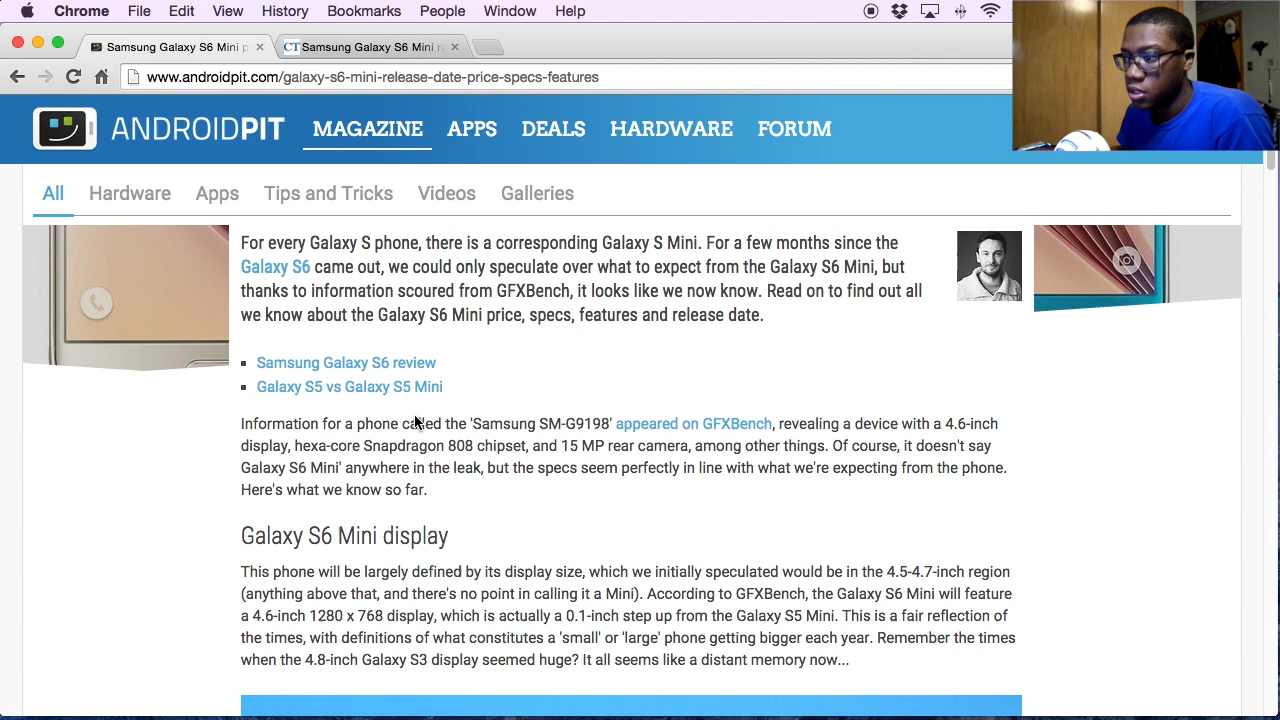 Chrome File Edit View History Bookmarks People Window Help
Samsung Galaxy S6 Mini p
CT Samsung Galaxy S6 Mini r
www.androidpit.com/galaxy-s6-mini-release-date-price-specs-features
ANDROIDPIT MAGAZINE APPS DEALS HARDWARE FORUM
All Hardware Apps Tips and Tricks Videos Galleries
For every Galaxy S phone, there is a corresponding Galaxy S Mini. For a few months since the
Galaxy S6 came out, we could only speculate over what to expect from the Galaxy S6 Mini, but
thanks to information scoured from GFXBench, it looks like we now know. Read on to find out all
we know about the Galaxy S6 Mini price, specs, features and release date.
Samsung Galaxy S6 review
Galaxy S5 vs Galaxy S5 Mini
Information for a phone called the 'Samsung SM-G9198' appeared on GFXBench, revealing a device with a 4.6-inch
display, hexa-core Snapdragon 808 chipset, and 15 MP rear camera, among other things. Of course, it doesn't say
Galaxy S6 Mini' anywhere in the leak, but the specs seem perfectly in line with what we're expecting from the phone.
Here's what we know so far.
Galaxy S6 Mini display
This phone will be largely defined by its display size, which we initially speculated would be in the 4.5-4.7-inch region
(anything above that, and there's no point in calling it a Mini). According to GFXBench, the Galaxy S6 Mini will feature
a 4.6-inch 1280 x 768 display, which is actually a 0.1-inch step up from the Galaxy S5 Mini. This is a fair reflection of
the times, with definitions of what constitutes a 'small' or 'large' phone getting bigger each year. Remember the times
when the 4.8-inch Galaxy S3 display seemed huge? It all seems like a distant memory now...